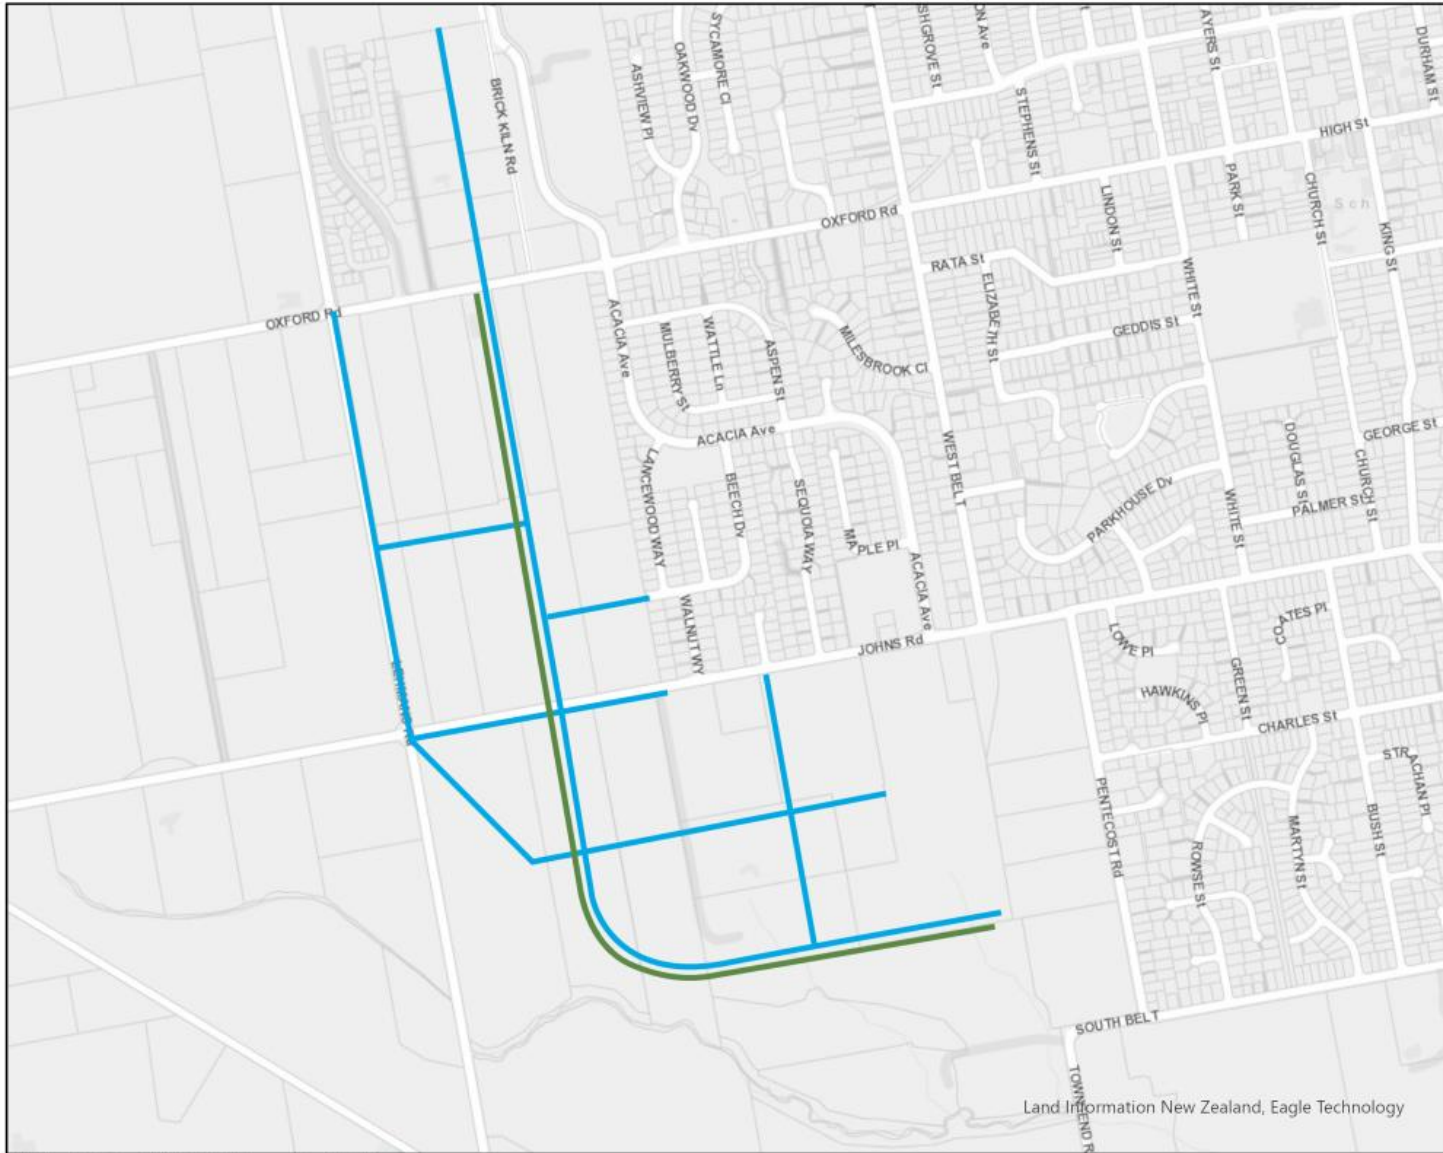 SYCAMORE Cl
OAKWOOD Dv
ASHVIEW Pl
BRICK KILN Rd
SHGROVE St
ON Ave
STEPHENS St
AYERS St
DURHAM St
HIGH St
PARK St
CHURCH St
Sch
KING St
LINDON St
OXFORD Rd
RATA St
WHITE St
ELIZABETH St
GEDDIS St
OXFORD Rd
ACACIA Ave
MULBERRY St
WATTLE Ln
ASPEN St
MILESBROOK Cl
ACACIA Ave
WEST BELT
GEORGE St
DOUGLAS St
CHURCH St
LANCEWOOD WAY
BEECH DV
SEQUOIA WAY
MAPLE Pl
PARKHOUSE Dv
WHITE St
PALMER St
ACACIA Ave
WALNUT WY
JOHNS Rd
LOWE Pl
COATES Pl
HAWKINS Pl
GREEN St
CHARLES St
STRACHAN Pl
PENTECOST Rd
ROWSE St
MARTYN St
BUSH St
SOUTH BELT
TOWNSEND R
Land Information New Zealand, Eagle Technology